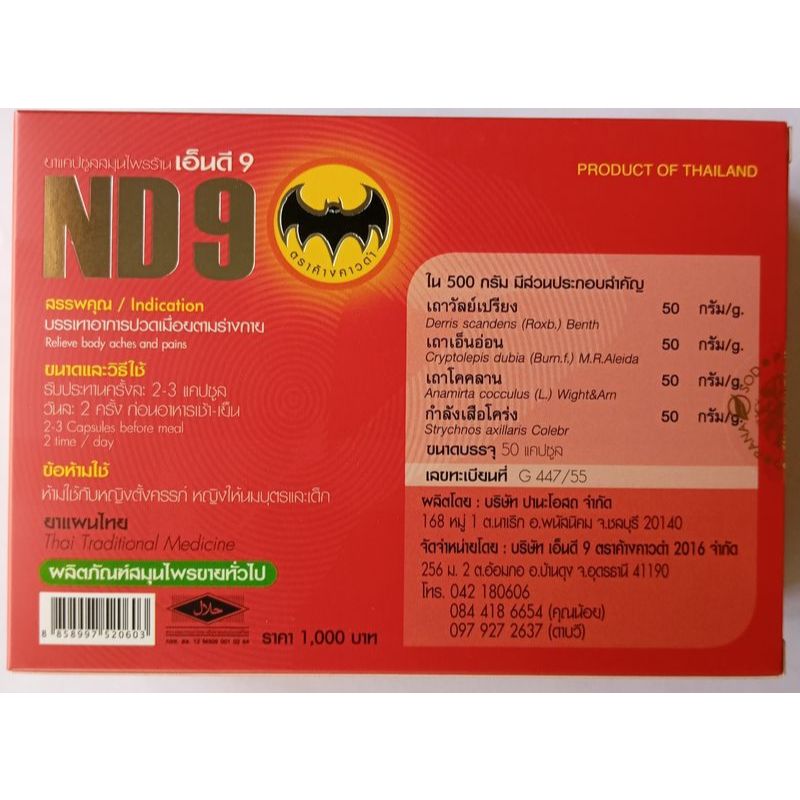 ยาแคปซูลสมุนไพรร้าน เอ็นดี 9
ND9
ตราค้างคาวดำ
PRODUCT OF THAILAND
สรรพคุณ / Indication
บรรเทาอาการปวดเมื่อยตามร่างกาย
Relieve body aches and pains
ขนาดและวิธีใช้
รับประทานครั้งละ 2-3 แคปซูล
วันละ 2 ครั้ง ก่อนอาหารเช้า-เย็น
2-3 Capsules before meal
2 time / day
ข้อห้ามใช้
ห้ามใช้กับหญิงตั้งครรภ์ หญิงให้นมบุตรและเด็ก
ยาแผนไทย
Thai Traditional Medicine
ผลิตภัณฑ์สมุนไพรขายทั่วไป
8 858997 520603
حلال
ราคา 1,000 บาท
ใน 500 กรัม มีส่วนประกอบสำคัญ
เถาวัลย์เปรียง 50 กรัม/g.
Derris scandens (Roxb.) Benth
เถาเอ็นอ่อน 50 กรัม/g.
Cryptolepis dubia (Burn.f.) M.R.Aleida
เถาโคคลาน 50 กรัม/g.
Anamirta cocculus (L.) Wight&Arn
กำลังเสือโคร่ง 50 กรัม/g.
Strychnos axillaris Colebr
ขนาดบรรจุ 50 แคปซูล
เลขทะเบียนที่ G 447/55
ผลิตโดย : บริษัท ปานะโอสถ จำกัด
168 หมู่ 1 ต.นาเริก อ.พนัสนิคม จ.ชลบุรี 20140
จัดจำหน่ายโดย : บริษัท เอ็นดี 9 ตราค้างคาวดำ 2016 จำกัด
256 ม. 2 ต.อ้อมกอ อ.บ้านดุง จ.อุดรธานี 41190
โทร. 042 180606
084 418 6654 (คุณน้อย)
097 927 2637 (ดาบวี)